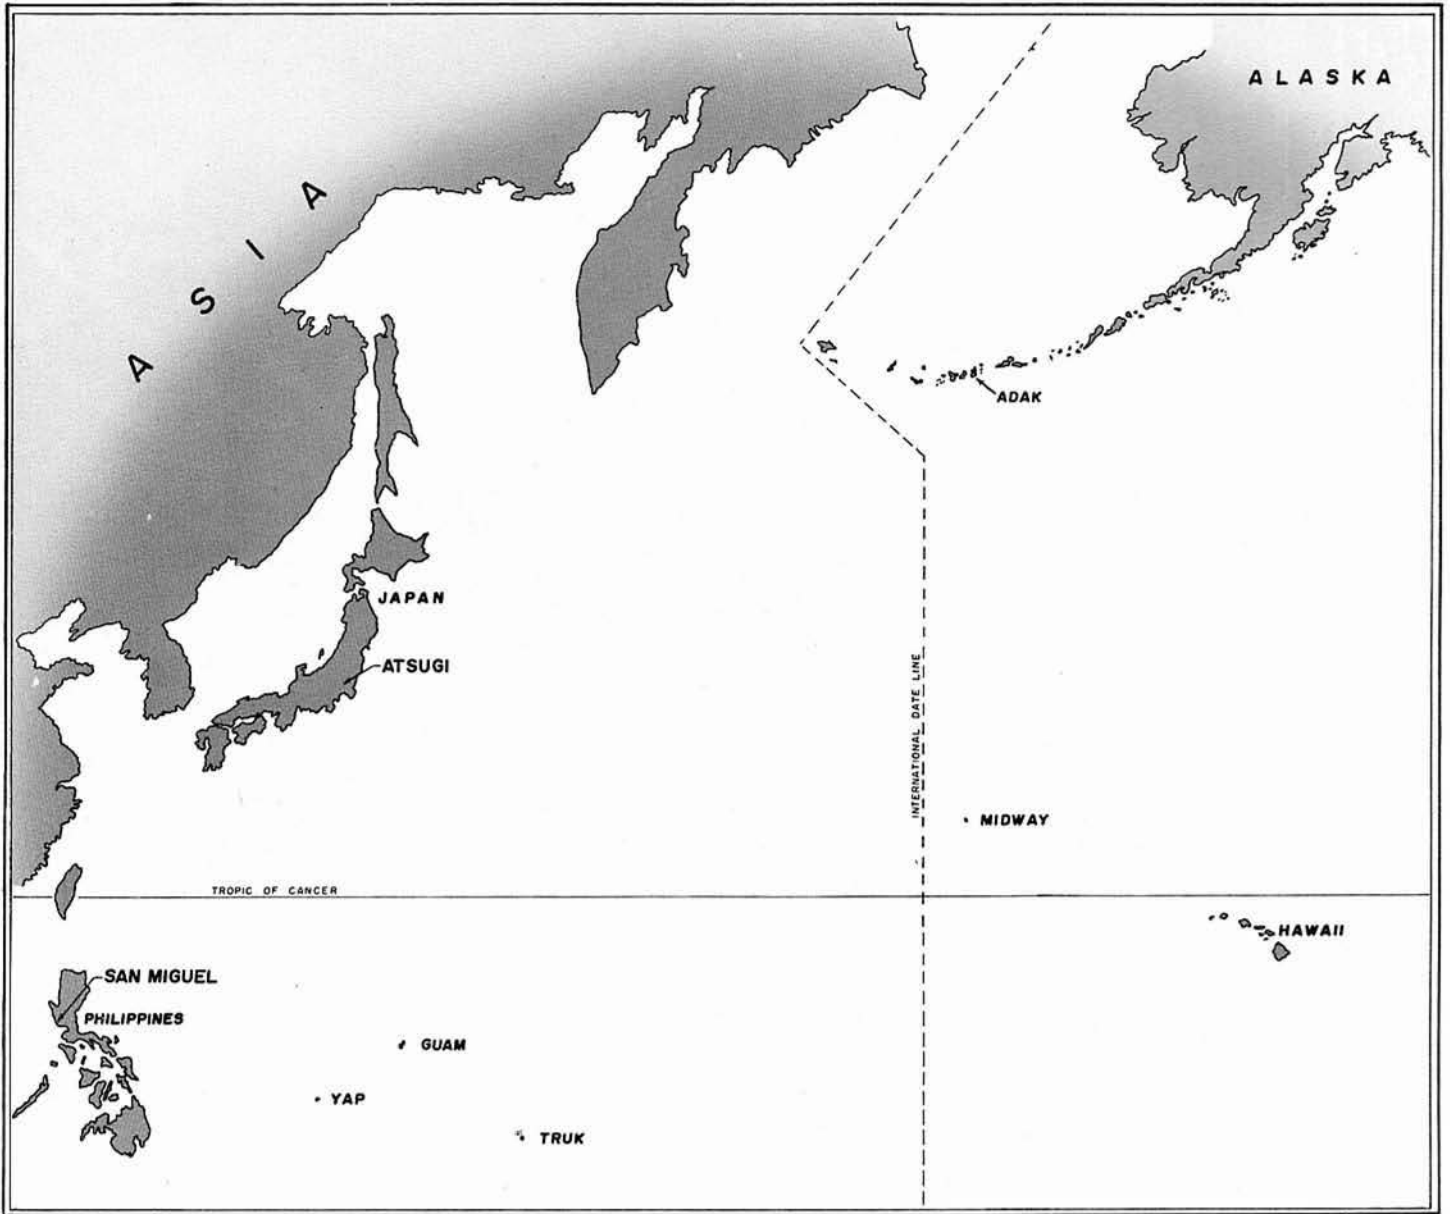 ALASKA
ASIA
ADAK
JAPAN
ATSUGI
INTERNATIONAL DATE LINE
MIDWAY
TROPIC OF CANCER
HAWAII
SAN MIGUEL
PHILIPPINES
GUAM
YAP
TRUK